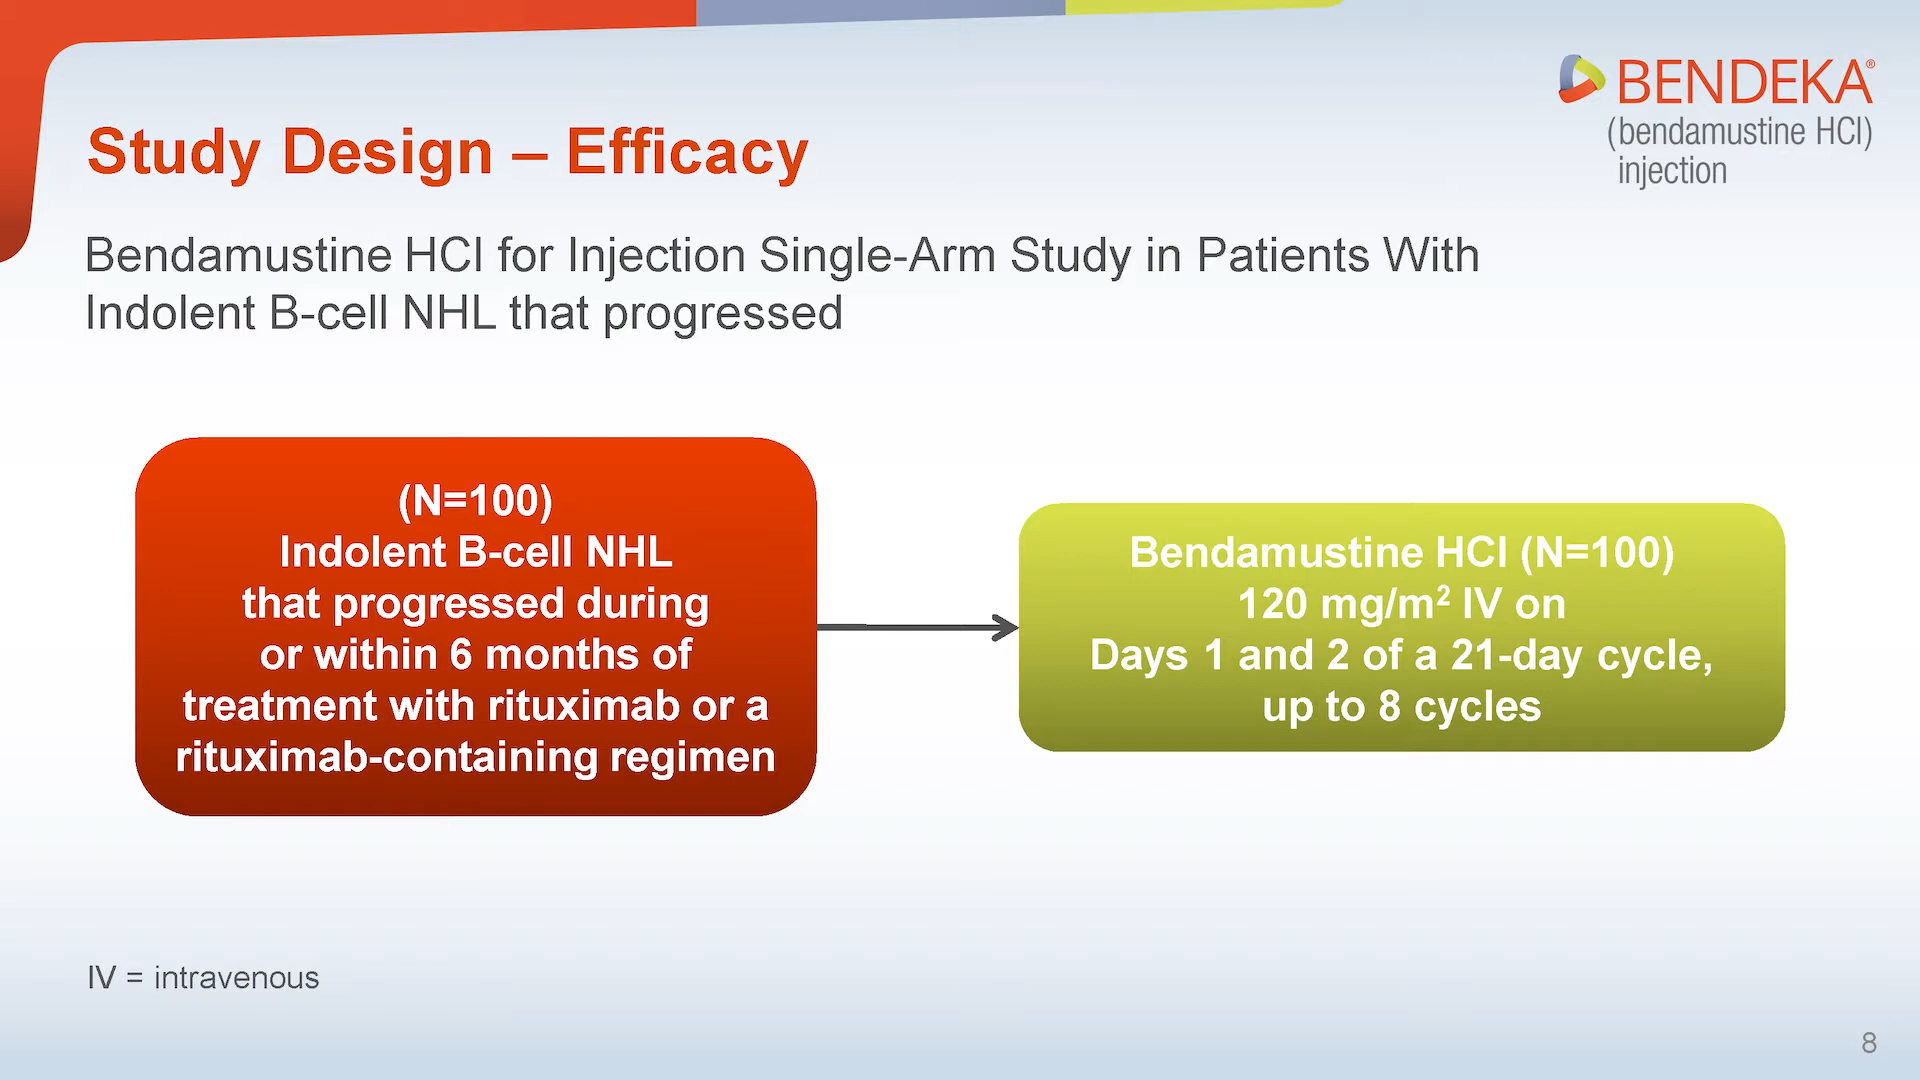 BENDEKA®
(bendamustine HCl)
injection
Study Design – Efficacy
Bendamustine HCl for Injection Single-Arm Study in Patients With
Indolent B-cell NHL that progressed
(N=100)
Indolent B-cell NHL
that progressed during
or within 6 months of
treatment with rituximab or a
rituximab-containing regimen
Bendamustine HCl (N=100)
120 mg/m² IV on
Days 1 and 2 of a 21-day cycle,
up to 8 cycles
IV = intravenous
8